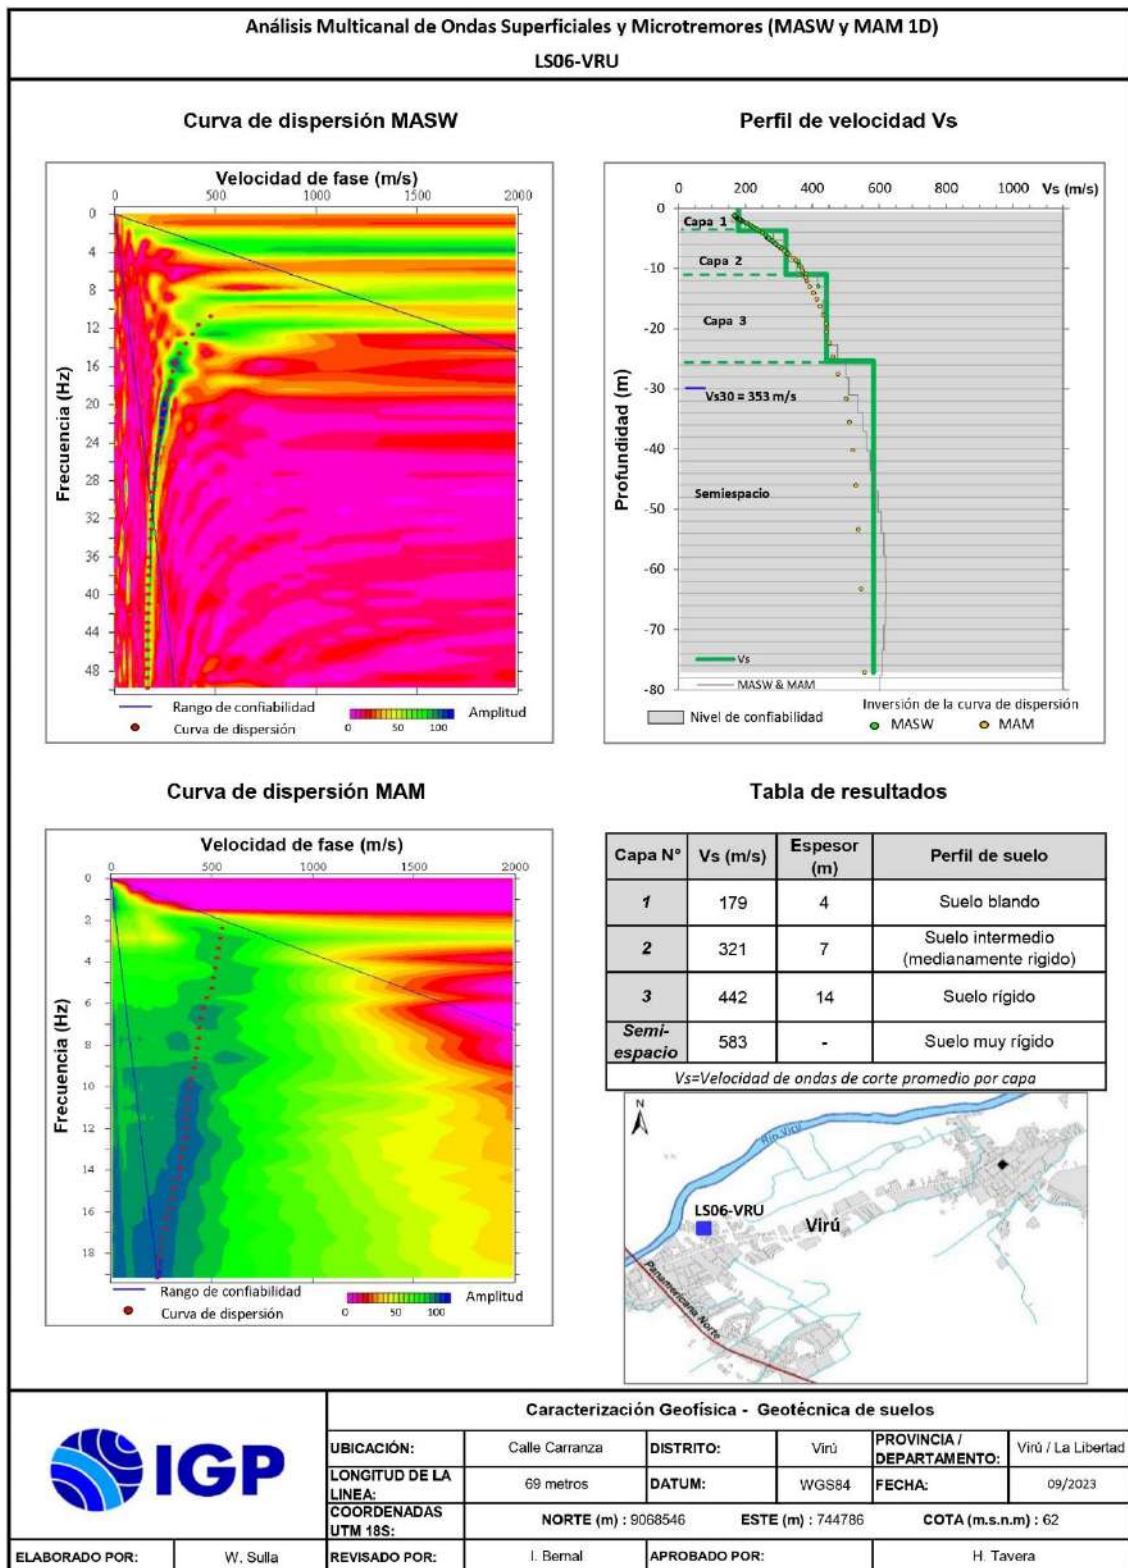 Análisis Multicanal de Ondas Superficiales y Microtremores (MASW y MAM 1D)
LS06-VRU
Curva de dispersión MASW
Velocidad de fase (m/s)
0 500 1000 1500 2000
Frecuencia (Hz)
0
4
8
12
16
20
24
28
32
36
40
44
48
Rango de confiabilidad
Curva de dispersión
Amplitud
0 50 100
Perfil de velocidad Vs
0 200 400 600 800 1000 Vs (m/s)
Profundidad (m)
0
-10
-20
-30
-40
-50
-60
-70
-80
Capa 1
Capa 2
Capa 3
Vs30 = 353 m/s
Semiespacio
Vs
MASW & MAM
Nivel de confiabilidad
Inversión de la curva de dispersión
MASW MAM
Curva de dispersión MAM
Velocidad de fase (m/s)
0 500 1000 1500 2000
Frecuencia (Hz)
0
2
4
6
8
10
12
14
16
18
Rango de confiabilidad
Curva de dispersión
Amplitud
0 50 100
Tabla de resultados
Capa N° Vs (m/s) Espesor (m) Perfil de suelo
1 179 4 Suelo blando
2 321 7 Suelo intermedio (medianamente rigido)
3 442 14 Suelo rígido
Semi-espacio 583 - Suelo muy rígido
Vs=Velocidad de ondas de corte promedio por capa
N
Río Virú
LS06-VRU
Virú
Panamericana Norte
IGP
Caracterización Geofísica - Geotécnica de suelos
UBICACIÓN: Calle Carranza DISTRITO: Virú PROVINCIA / DEPARTAMENTO: Virú / La Libertad
LONGITUD DE LA LINEA: 69 metros DATUM: WGS84 FECHA: 09/2023
COORDENADAS UTM 18S: NORTE (m) : 9068546 ESTE (m) : 744786 COTA (m.s.n.m) : 62
ELABORADO POR: W. Sulla REVISADO POR: I. Bernal APROBADO POR: H. Tavera